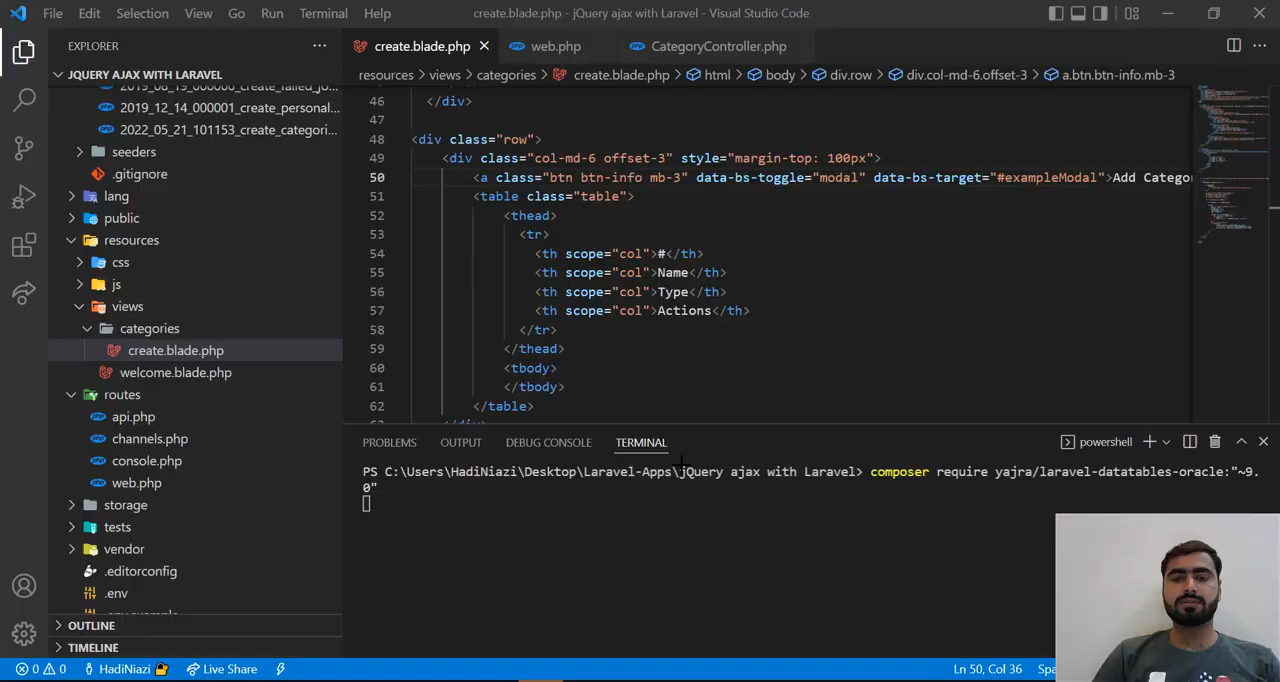 File Edit Selection View Go Run Terminal Help create.blade.php - jQuery ajax with Laravel - Visual Studio Code
EXPLORER
JQUERY AJAX WITH LARAVEL
2019_08_19_000000_create_failed_jo...
2019_12_14_000001_create_personal...
2022_05_21_101153_create_categori...
seeders
.gitignore
lang
public
resources
css
js
views
categories
create.blade.php
welcome.blade.php
routes
api.php
channels.php
console.php
web.php
storage
tests
vendor
.editorconfig
.env
.env.example
OUTLINE
TIMELINE
create.blade.php web.php CategoryController.php
resources > views > categories > create.blade.php > html > body > div.row > div.col-md-6.offset-3 > a.btn.btn-info.mb-3
46 </div>
47
48 <div class="row">
49 <div class="col-md-6 offset-3" style="margin-top: 100px">
50 <a class="btn btn-info mb-3" data-bs-toggle="modal" data-bs-target="#exampleModal">Add Catego
51 <table class="table">
52 <thead>
53 <tr>
54 <th scope="col">#</th>
55 <th scope="col">Name</th>
56 <th scope="col">Type</th>
57 <th scope="col">Actions</th>
58 </tr>
59 </thead>
60 <tbody>
61 </tbody>
62 </table>
PROBLEMS OUTPUT DEBUG CONSOLE TERMINAL powershell
PS C:\Users\HadiNiazi\Desktop\Laravel-Apps\jQuery ajax with Laravel> composer require yajra/laravel-datatables-oracle:"~9.
0"
0 0 HadiNiazi Live Share Ln 50, Col 36 Spa